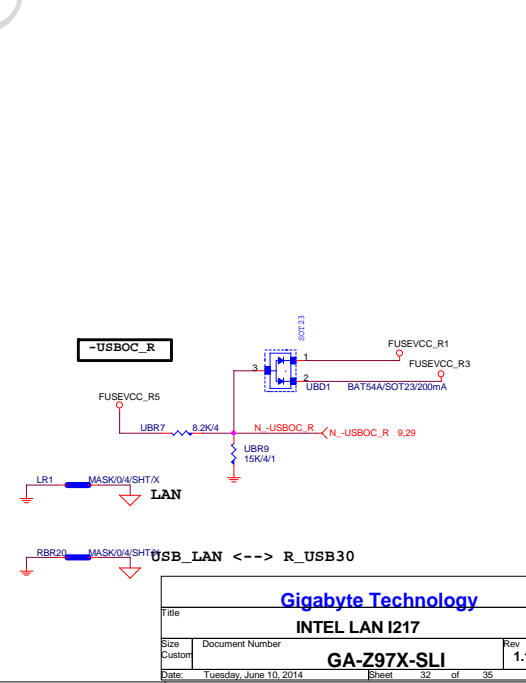 SOT23
-USBOC_R
FUSEVCC_R1
1
3
FUSEVCC_R3
2
UBD1 BAT54A/SOT23/200mA
FUSEVCC_R5
UBR7 8.2K/4 N_-USBOC_R N_-USBOC_R 9,29
UBR9
15K/4/1
LR1 MASK/0/4/SHT/X
LAN
RBR20 MASK/0/4/SHT/X
USB_LAN <--> R_USB30
Gigabyte Technology
Title
INTEL LAN I217
Size Document Number Rev
Custom
GA-Z97X-SLI
Date: Tuesday, June 10, 2014 Sheet 32 of 35